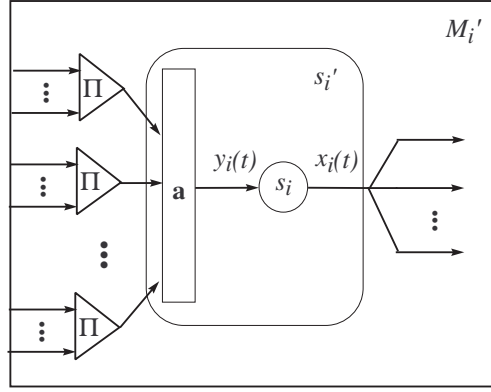 M_i'
s_i'
Π
Π
Π
a
y_i(t)
s_i
x_i(t)